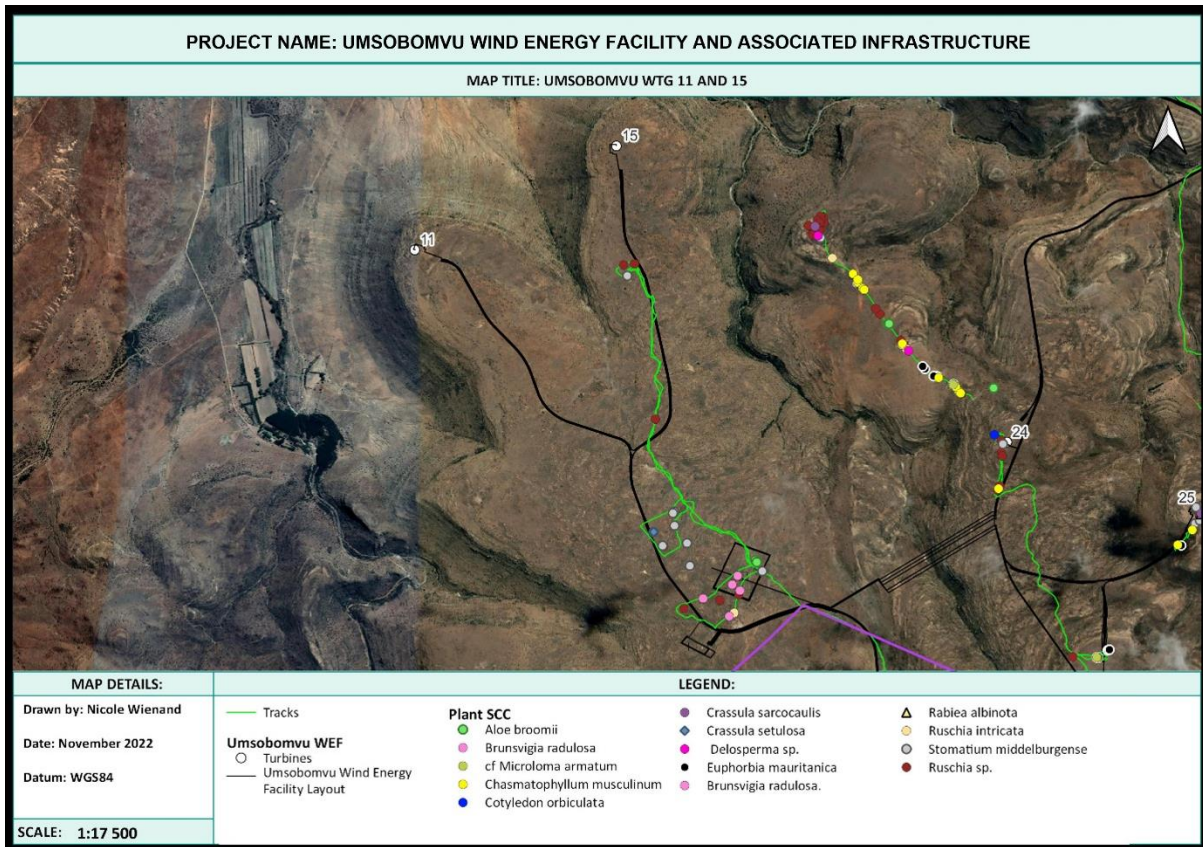 PROJECT NAME: UMSOBOMVU WIND ENERGY FACILITY AND ASSOCIATED INFRASTRUCTURE
MAP TITLE: UMSOBOMVU WTG 11 AND 15
15
11
24
25
MAP DETAILS:
Drawn by: Nicole Wienand
Date: November 2022
Datum: WGS84
SCALE: 1:17 500
LEGEND:
Tracks
Umsobomvu WEF
Turbines
Umsobomvu Wind Energy
Facility Layout
Plant SCC
Aloe broomii
Brunsvigia radulosa
cf Microloma armatum
Chasmatophyllum musculinum
Cotyledon orbiculata
Crassula sarcocaulis
Crassula setulosa
Delosperma sp.
Euphorbia mauritanica
Brunsvigia radulosa.
Rabiea albinota
Ruschia intricata
Stomatium middelburgense
Ruschia sp.